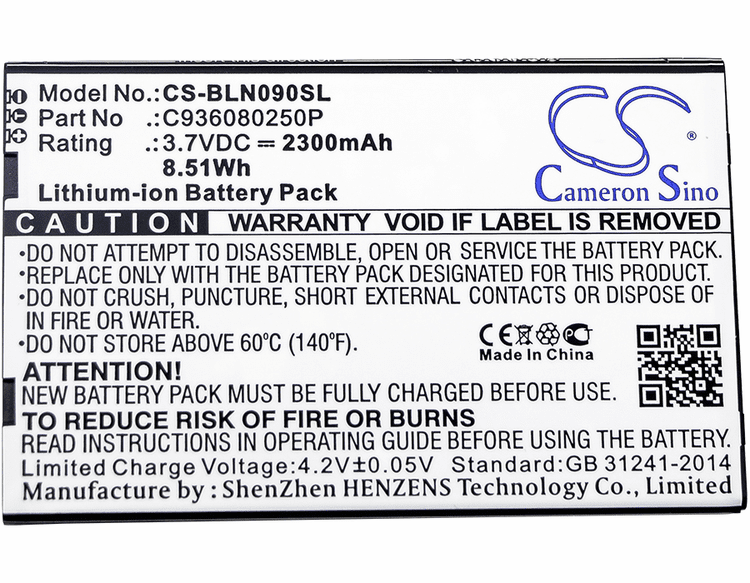 Model No.: CS-BLN090SL
Part No :C936080250P
Rating :3.7VDC ⎓ 2300mAh
8.51Wh
Lithium-ion Battery Pack
CS
®
Cameron Sino
CAUTION WARRANTY VOID IF LABEL IS REMOVED
•DO NOT ATTEMPT TO DISASSEMBLE, OPEN OR SERVICE THE BATTERY PACK.
•REPLACE ONLY WITH THE BATTERY PACK DESIGNATED FOR THIS PRODUCT.
•DO NOT CRUSH, PUNCTURE, SHORT EXTERNAL CONTACTS OR DISPOSE OF
IN FIRE OR WATER.
•DO NOT STORE ABOVE 60°C (140°F).
CE
Made In China
ATTENTION!
NEW BATTERY PACK MUST BE FULLY CHARGED BEFORE USE.
TO REDUCE RISK OF FIRE OR BURNS
READ INSTRUCTIONS SUPPLIED WITH YOUR BATTERY BEFORE USE.
Limited Charge Voltage:4.2V±0.05V Standard:GB 31241-2014
Manufacture by : ShenZhen HENZENS Technology Co., Limited